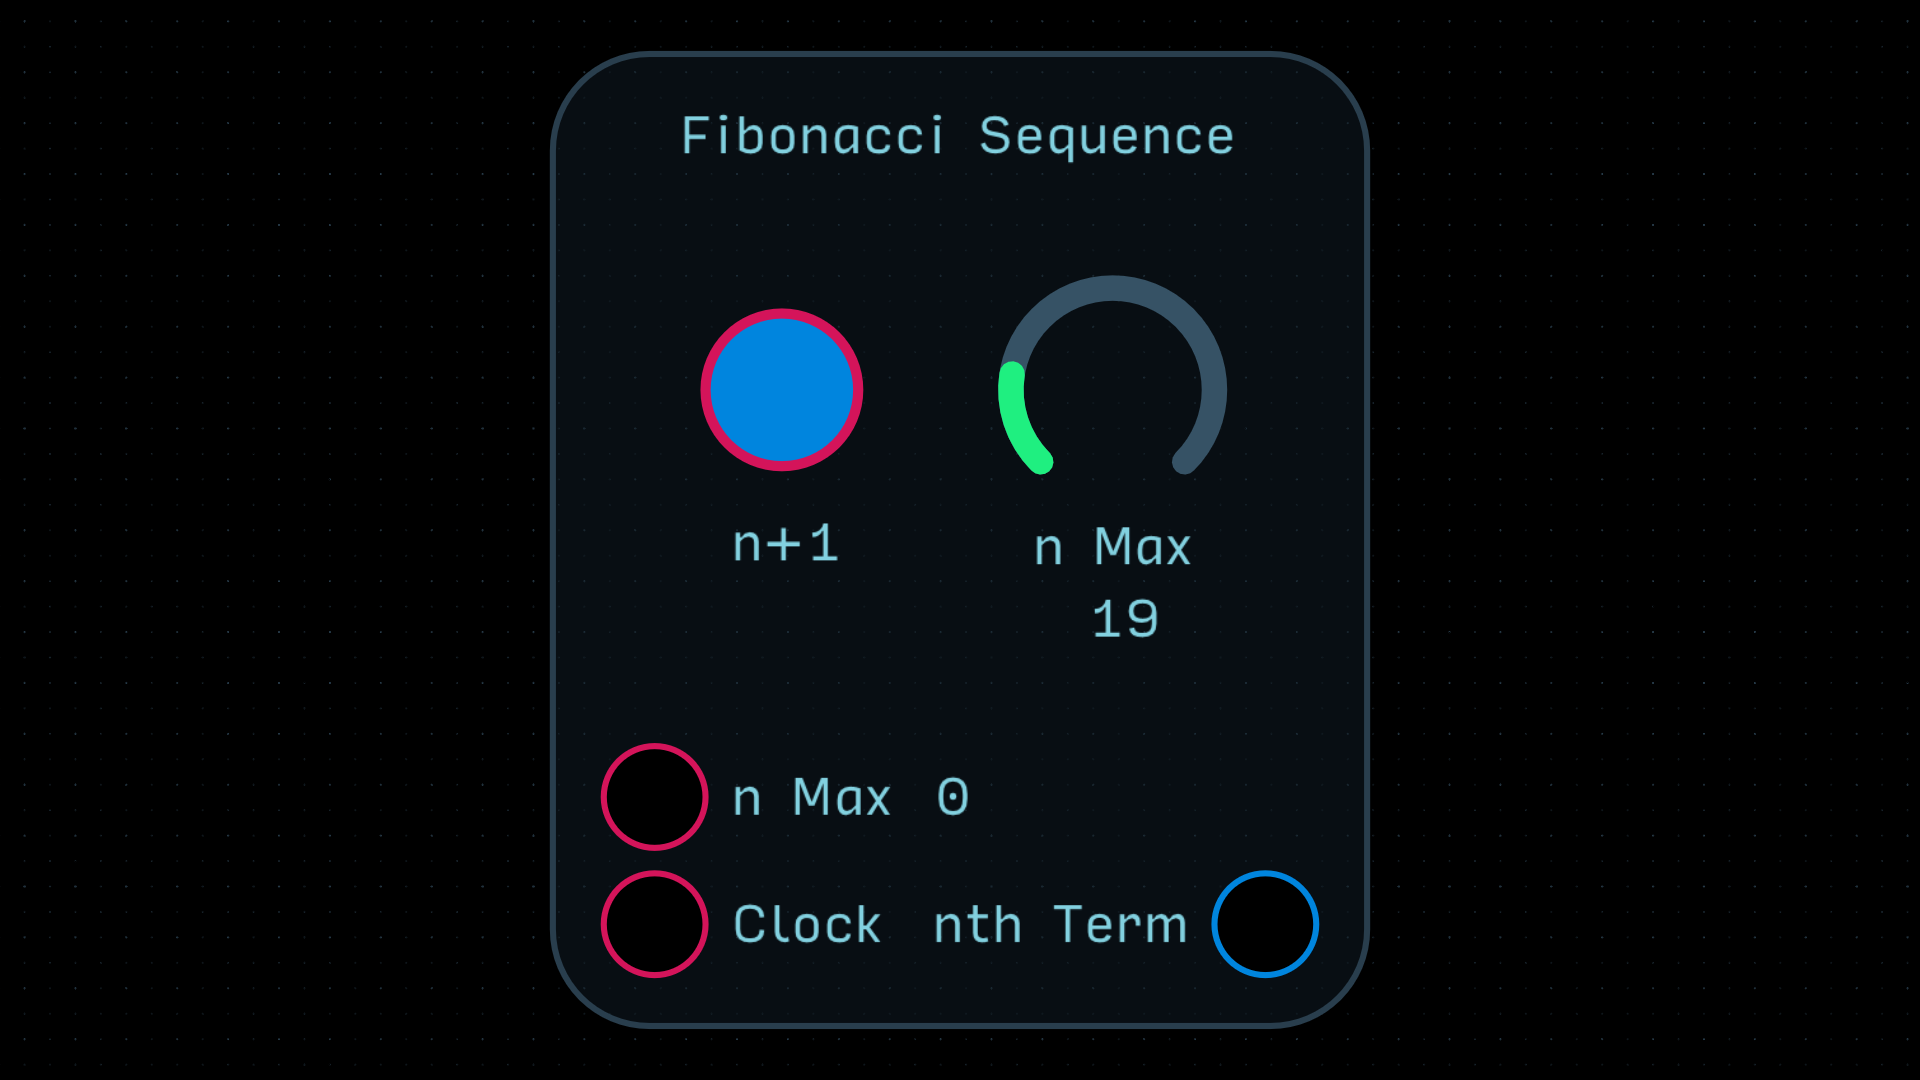 Fibonacci Sequence
n+1
n Max
19
n Max 0
Clock nth Term